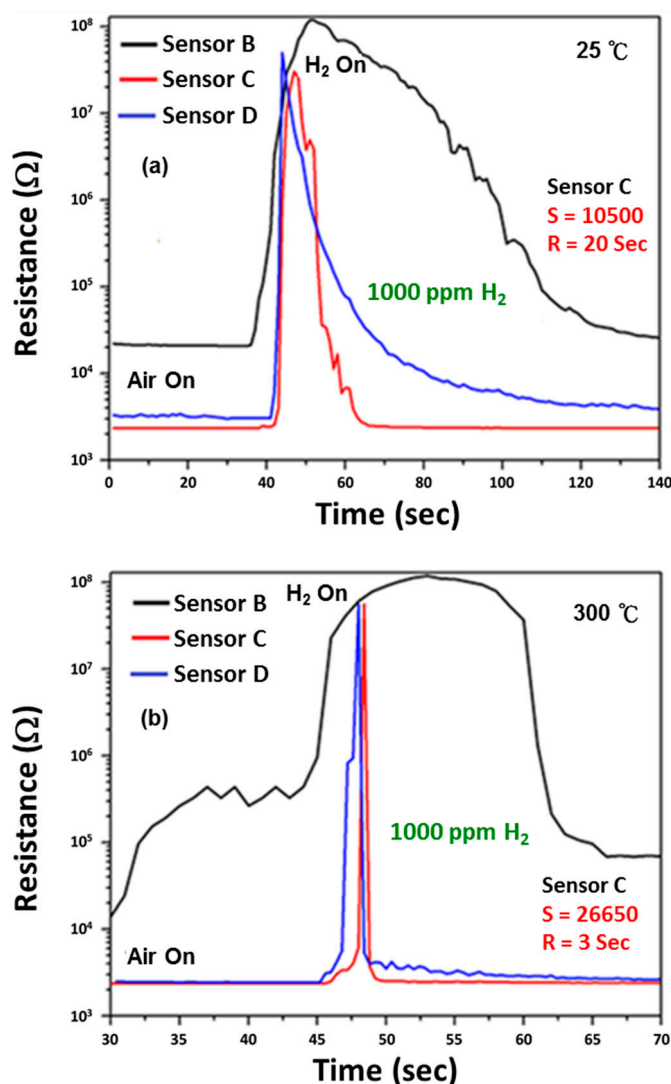 10⁸
10⁷
10⁶
10⁵
10⁴
10³
Resistance (Ω)
Sensor B
Sensor C
Sensor D
H₂ On
25 ℃
(a)
Sensor C
S = 10500
R = 20 Sec
1000 ppm H₂
Air On
0 20 40 60 80 100 120 140
Time (sec)
10⁸
10⁷
10⁶
10⁵
10⁴
10³
Resistance (Ω)
Sensor B
Sensor C
Sensor D
H₂ On
300 ℃
(b)
1000 ppm H₂
Sensor C
S = 26650
R = 3 Sec
Air On
30 35 40 45 50 55 60 65 70
Time (sec)